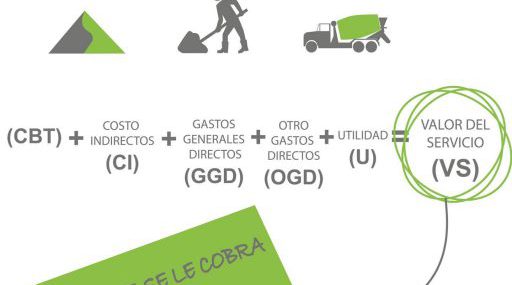 (CBT) + COSTO INDIRECTOS (CI) + GASTOS GENERALES DIRECTOS (GGD) + OTRO GASTOS DIRECTOS (OGD) + UTILIDAD (U) = VALOR DEL SERVICIO (VS)
SE LE COBRA